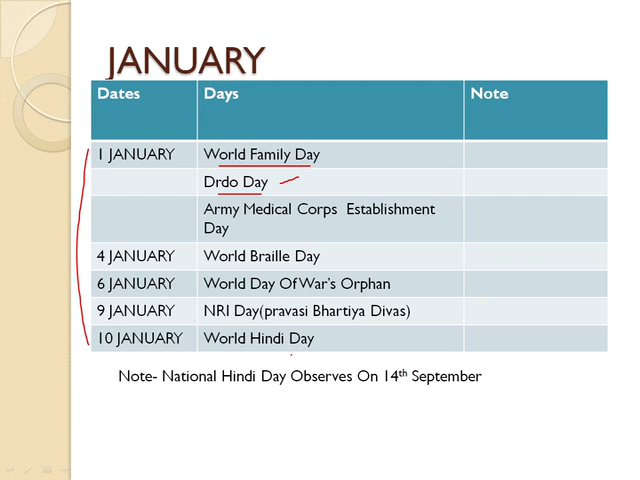 JANUARY
Dates Days Note
1 JANUARY World Family Day
Drdo Day
Army Medical Corps Establishment
Day
4 JANUARY World Braille Day
6 JANUARY World Day Of War's Orphan
9 JANUARY NRI Day(pravasi Bhartiya Divas)
10 JANUARY World Hindi Day
Note- National Hindi Day Observes On 14th September